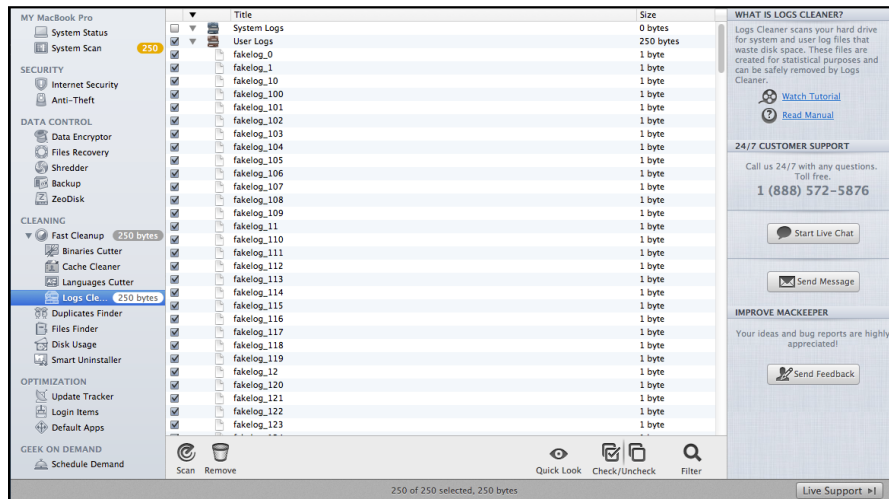 MY MacBook Pro
System Status
System Scan 250
SECURITY
Internet Security
Anti-Theft
DATA CONTROL
Data Encryptor
Files Recovery
Shredder
Backup
ZeoDisk
CLEANING
Fast Cleanup 250 bytes
Binaries Cutter
Cache Cleaner
Languages Cutter
Logs Cle... 250 bytes
Duplicates Finder
Files Finder
Disk Usage
Smart Uninstaller
OPTIMIZATION
Update Tracker
Login Items
Default Apps
GEEK ON DEMAND
Schedule Demand
Title Size
System Logs 0 bytes
User Logs 250 bytes
fakelog_0 1 byte
fakelog_1 1 byte
fakelog_10 1 byte
fakelog_100 1 byte
fakelog_101 1 byte
fakelog_102 1 byte
fakelog_103 1 byte
fakelog_104 1 byte
fakelog_105 1 byte
fakelog_106 1 byte
fakelog_107 1 byte
fakelog_108 1 byte
fakelog_109 1 byte
fakelog_11 1 byte
fakelog_110 1 byte
fakelog_111 1 byte
fakelog_112 1 byte
fakelog_113 1 byte
fakelog_114 1 byte
fakelog_115 1 byte
fakelog_116 1 byte
fakelog_117 1 byte
fakelog_118 1 byte
fakelog_119 1 byte
fakelog_12 1 byte
fakelog_120 1 byte
fakelog_121 1 byte
fakelog_122 1 byte
fakelog_123 1 byte
Scan Remove Quick Look Check/Uncheck Filter
250 of 250 selected, 250 bytes
WHAT IS LOGS CLEANER?
Logs Cleaner scans your hard drive
for system and user log files that
waste disk space. These files are
created for statistical purposes and
can be safely removed by Logs
Cleaner.
Watch Tutorial
Read Manual
24/7 CUSTOMER SUPPORT
Call us 24/7 with any questions.
Toll free.
1 (888) 572-5876
Start Live Chat
Send Message
IMPROVE MACKEEPER
Your ideas and bug reports are highly
appreciated!
Send Feedback
Live Support